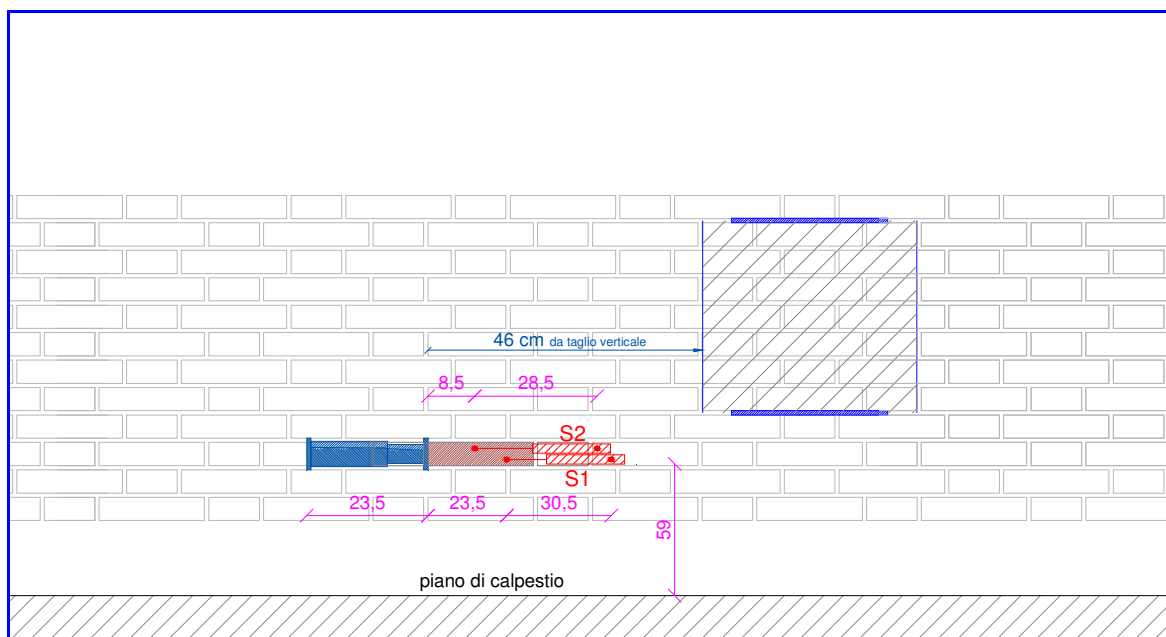 46 cm da taglio verticale
8,5
28,5
S2
S1
23,5
23,5
30,5
59
piano di calpestio